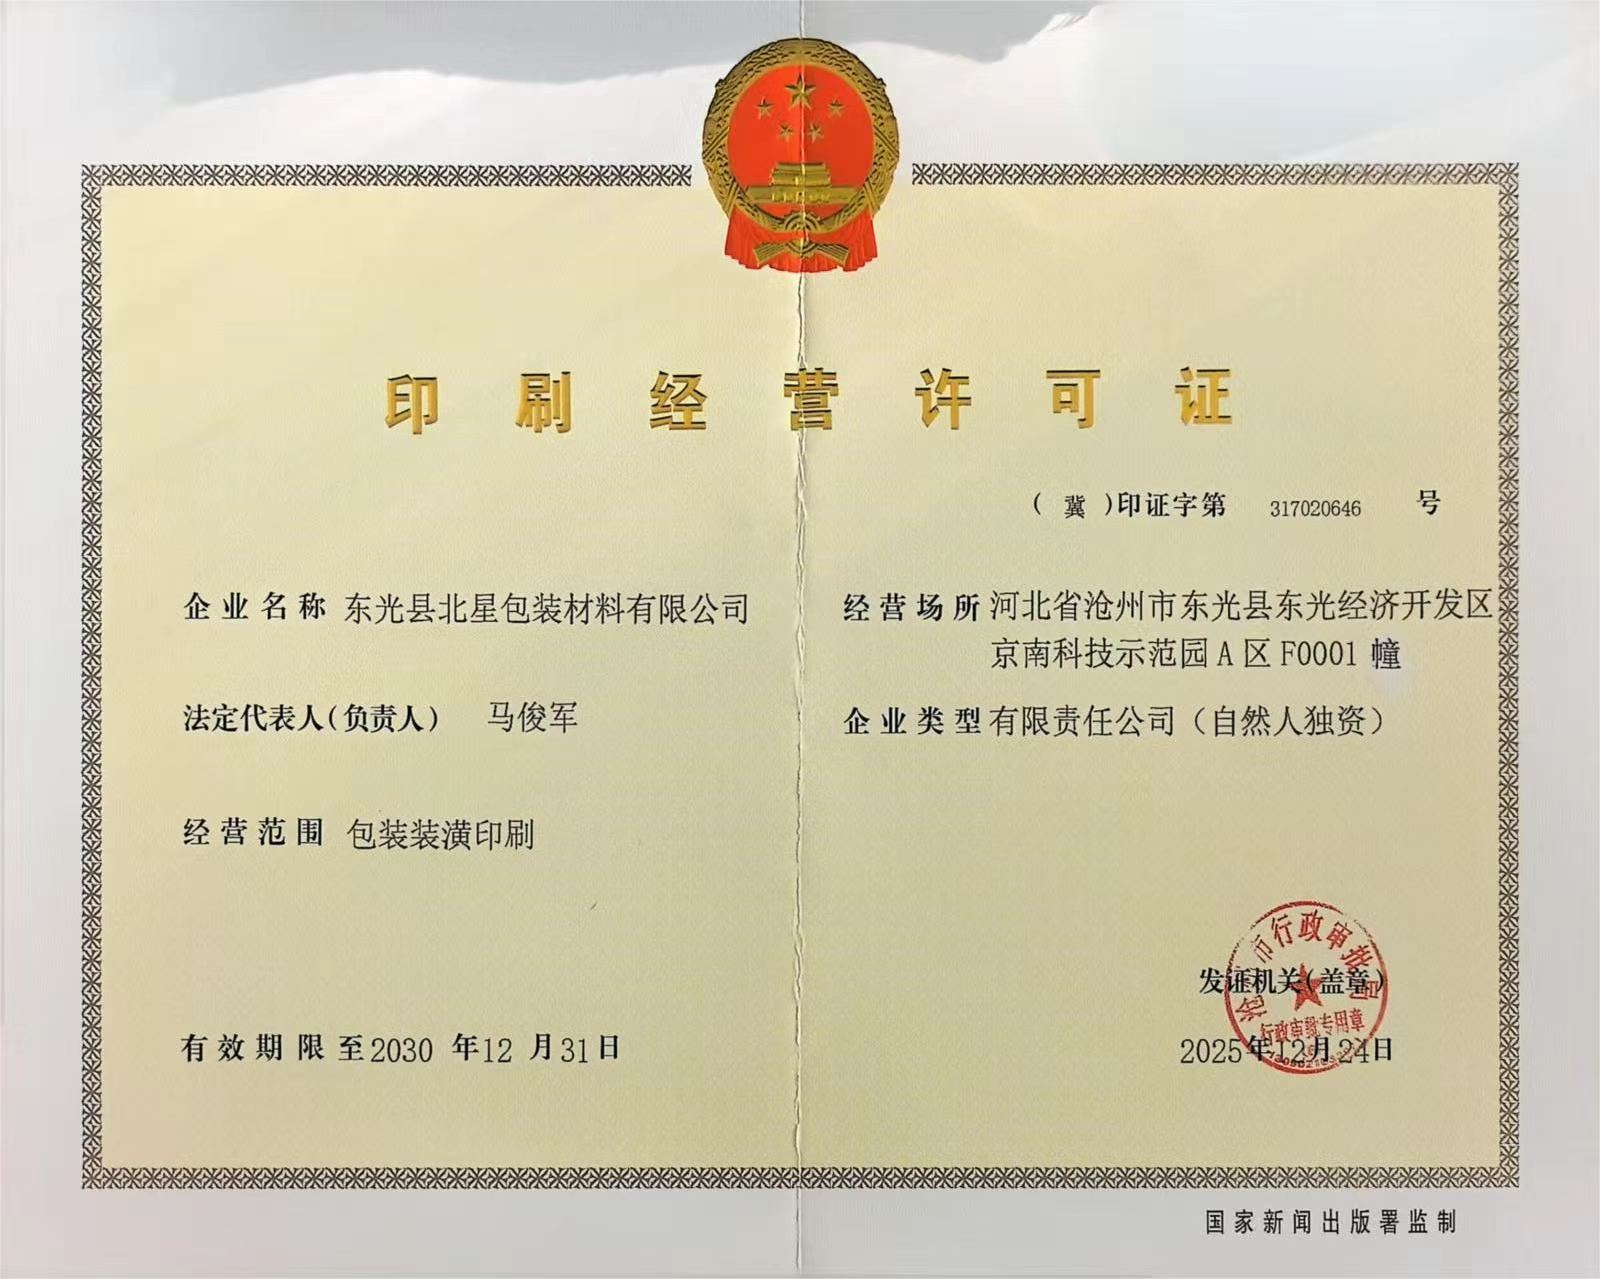 印刷经营许可证
(冀)印证字第 317020646 号
企业名称 东光县北星包装材料有限公司
经营场所 河北省沧州市东光县东光经济开发区
京南科技示范园A区F0001幢
法定代表人(负责人) 马俊军
企业类型 有限责任公司（自然人独资）
经营范围 包装装潢印刷
沧州市行政审批局
发证机关(盖章)
行政审批专用章
有效期限至2030年12月31日
2025年12月24日
国家新闻出版署监制